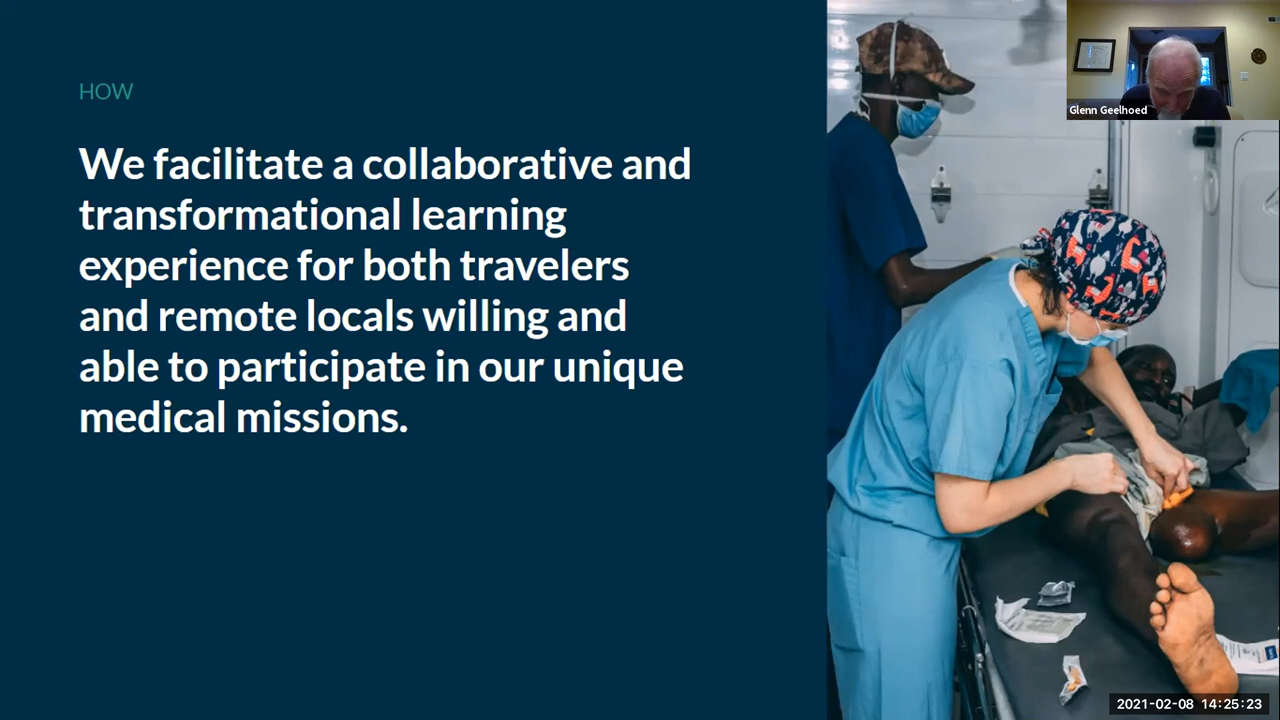 HOW
We facilitate a collaborative and
transformational learning
experience for both travelers
and remote locals willing and
able to participate in our unique
medical missions.
Glenn Geelhoed
2021-02-08 14:25:23